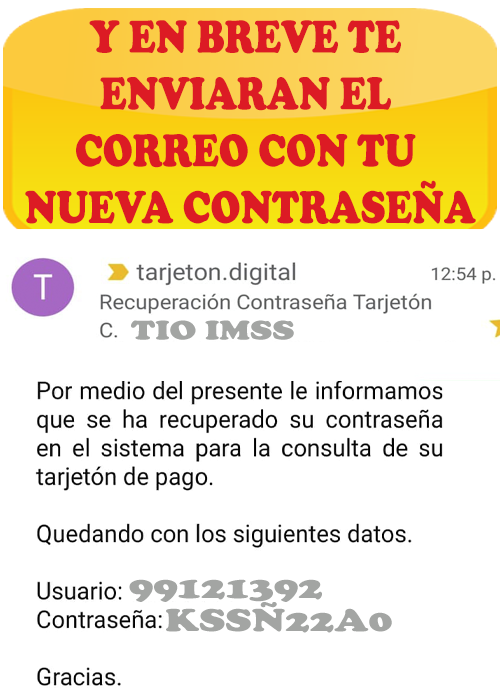 Y EN BREVE TE
ENVIARAN EL
CORREO CON TU
NUEVA CONTRASEÑA
T
tarjeton.digital 12:54 p.
Recuperación Contraseña Tarjetón
C. TIO IMSS
Por medio del presente le informamos
que se ha recuperado su contraseña
en el sistema para la consulta de su
tarjetón de pago.
Quedando con los siguientes datos.
Usuario: 99121392
Contraseña: KSSÑ22A0
Gracias.